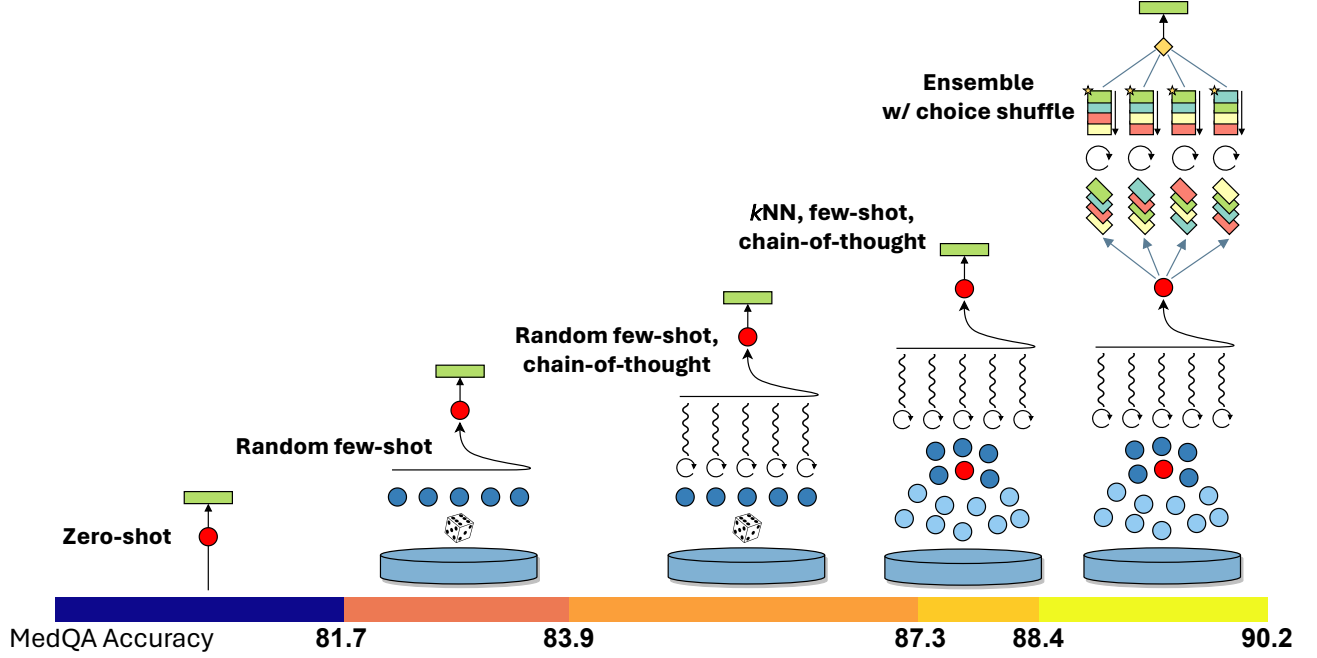 Ensemble
w/ choice shuffle
kNN, few-shot,
chain-of-thought
Random few-shot,
chain-of-thought
Random few-shot
Zero-shot
MedQA Accuracy 81.7 83.9 87.3 88.4 90.2